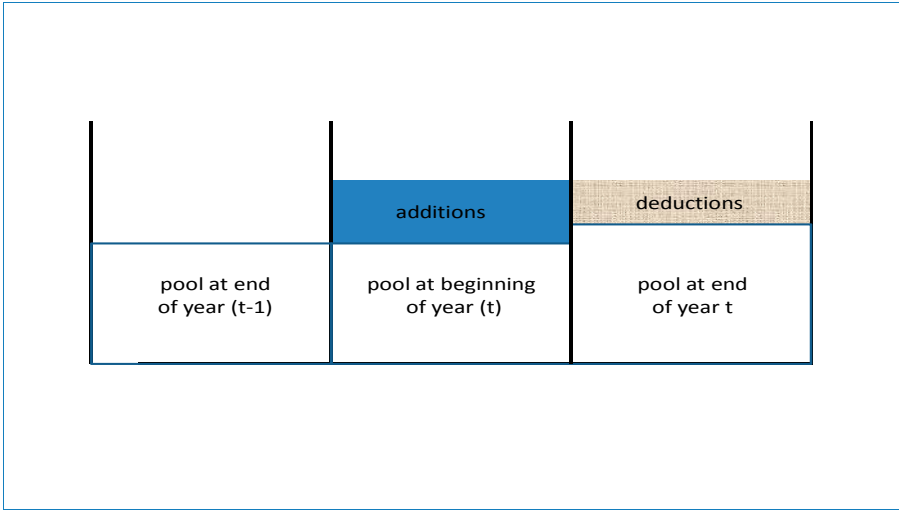 additions
deductions
pool at end
of year (t-1)
pool at beginning
of year (t)
pool at end
of year t